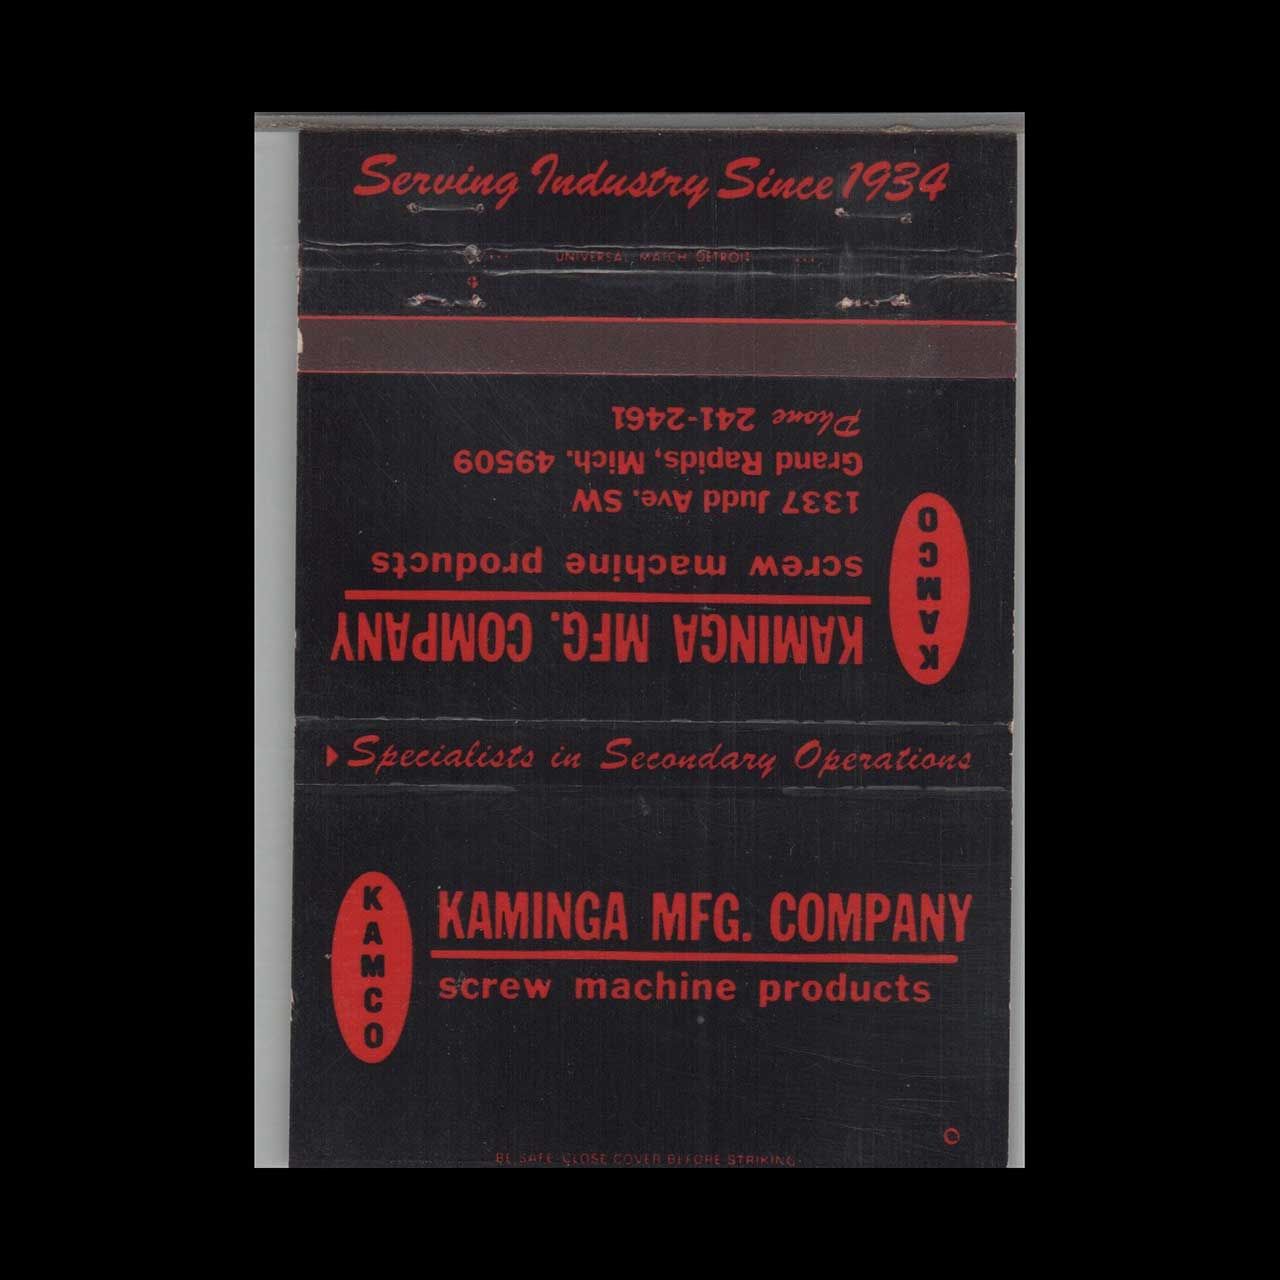 Serving Industry Since 1934
UNIVERSAL MATCH DETROIT
KAMCO
KAMINGA MFG. COMPANY
screw machine products
1337 Judd Ave. SW
Grand Rapids, Mich. 49509
Phone 241-2461
Specialists in Secondary Operations
KAMCO
KAMINGA MFG. COMPANY
screw machine products
BE SAFE-CLOSE COVER BEFORE STRIKING